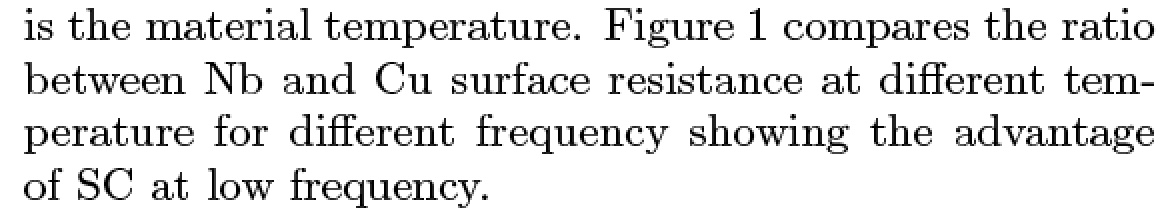 is the material temperature. Figure 1 compares the ratio
between Nb and Cu surface resistance at different tem-
perature for different frequency showing the advantage
of SC at low frequency.